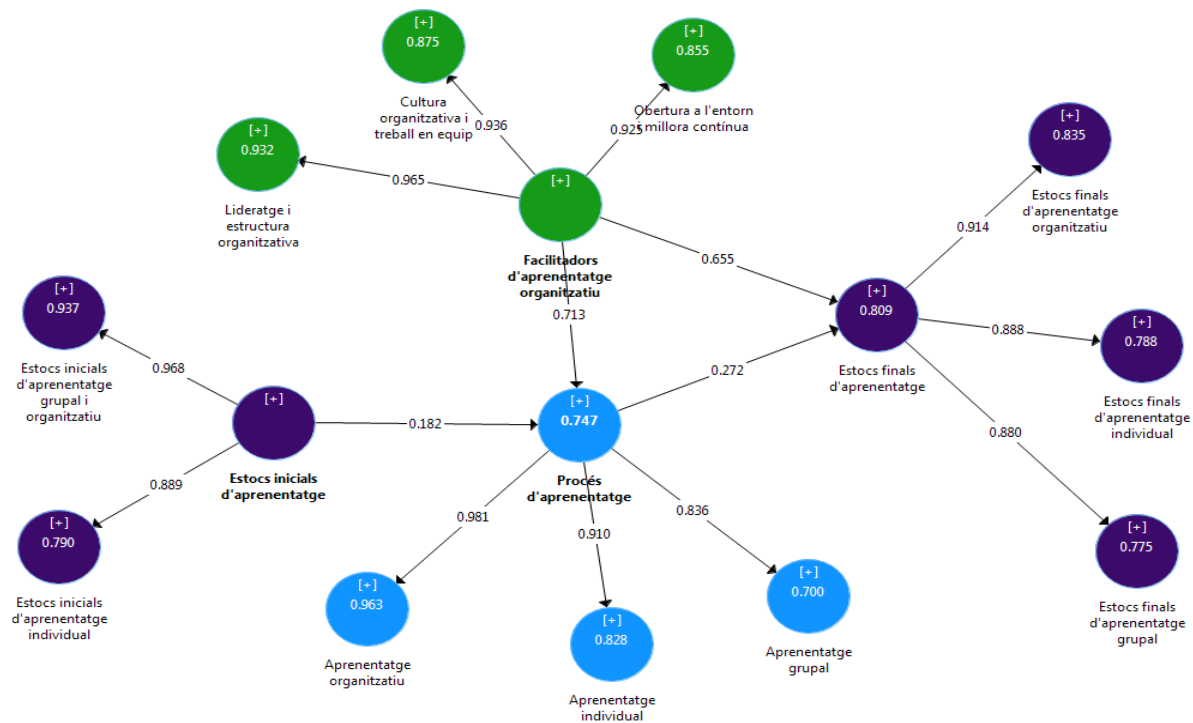 [+]
0.875
Cultura
organitzativa i
treball en equip
[+]
0.855
Obertura a l'entorn
i millora contínua
[+]
0.932
Lideratge i
estructura
organitzativa
0.936
0.925
0.965
[+]
Facilitadors
d'aprenentatge
organitzatiu
0.713
0.655
[+]
0.835
Estocs finals
d'aprenentatge
organitzatiu
0.914
[+]
0.809
Estocs finals
d'aprenentatge
0.888
[+]
0.788
Estocs finals
d'aprenentatge
individual
0.880
[+]
0.775
Estocs finals
d'aprenentatge
grupal
[+]
0.937
Estocs inicials
d'aprenentatge
grupal i
organitzatiu
0.968
[+]
Estocs inicials
d'aprenentatge
0.889
[+]
0.790
Estocs inicials
d'aprenentatge
individual
0.182
0.272
[+]
0.747
Procés
d'aprenentatge
0.981
0.910
0.836
[+]
0.963
Aprenentatge
organitzatiu
[+]
0.828
Aprenentatge
individual
[+]
0.700
Aprenentatge
grupal